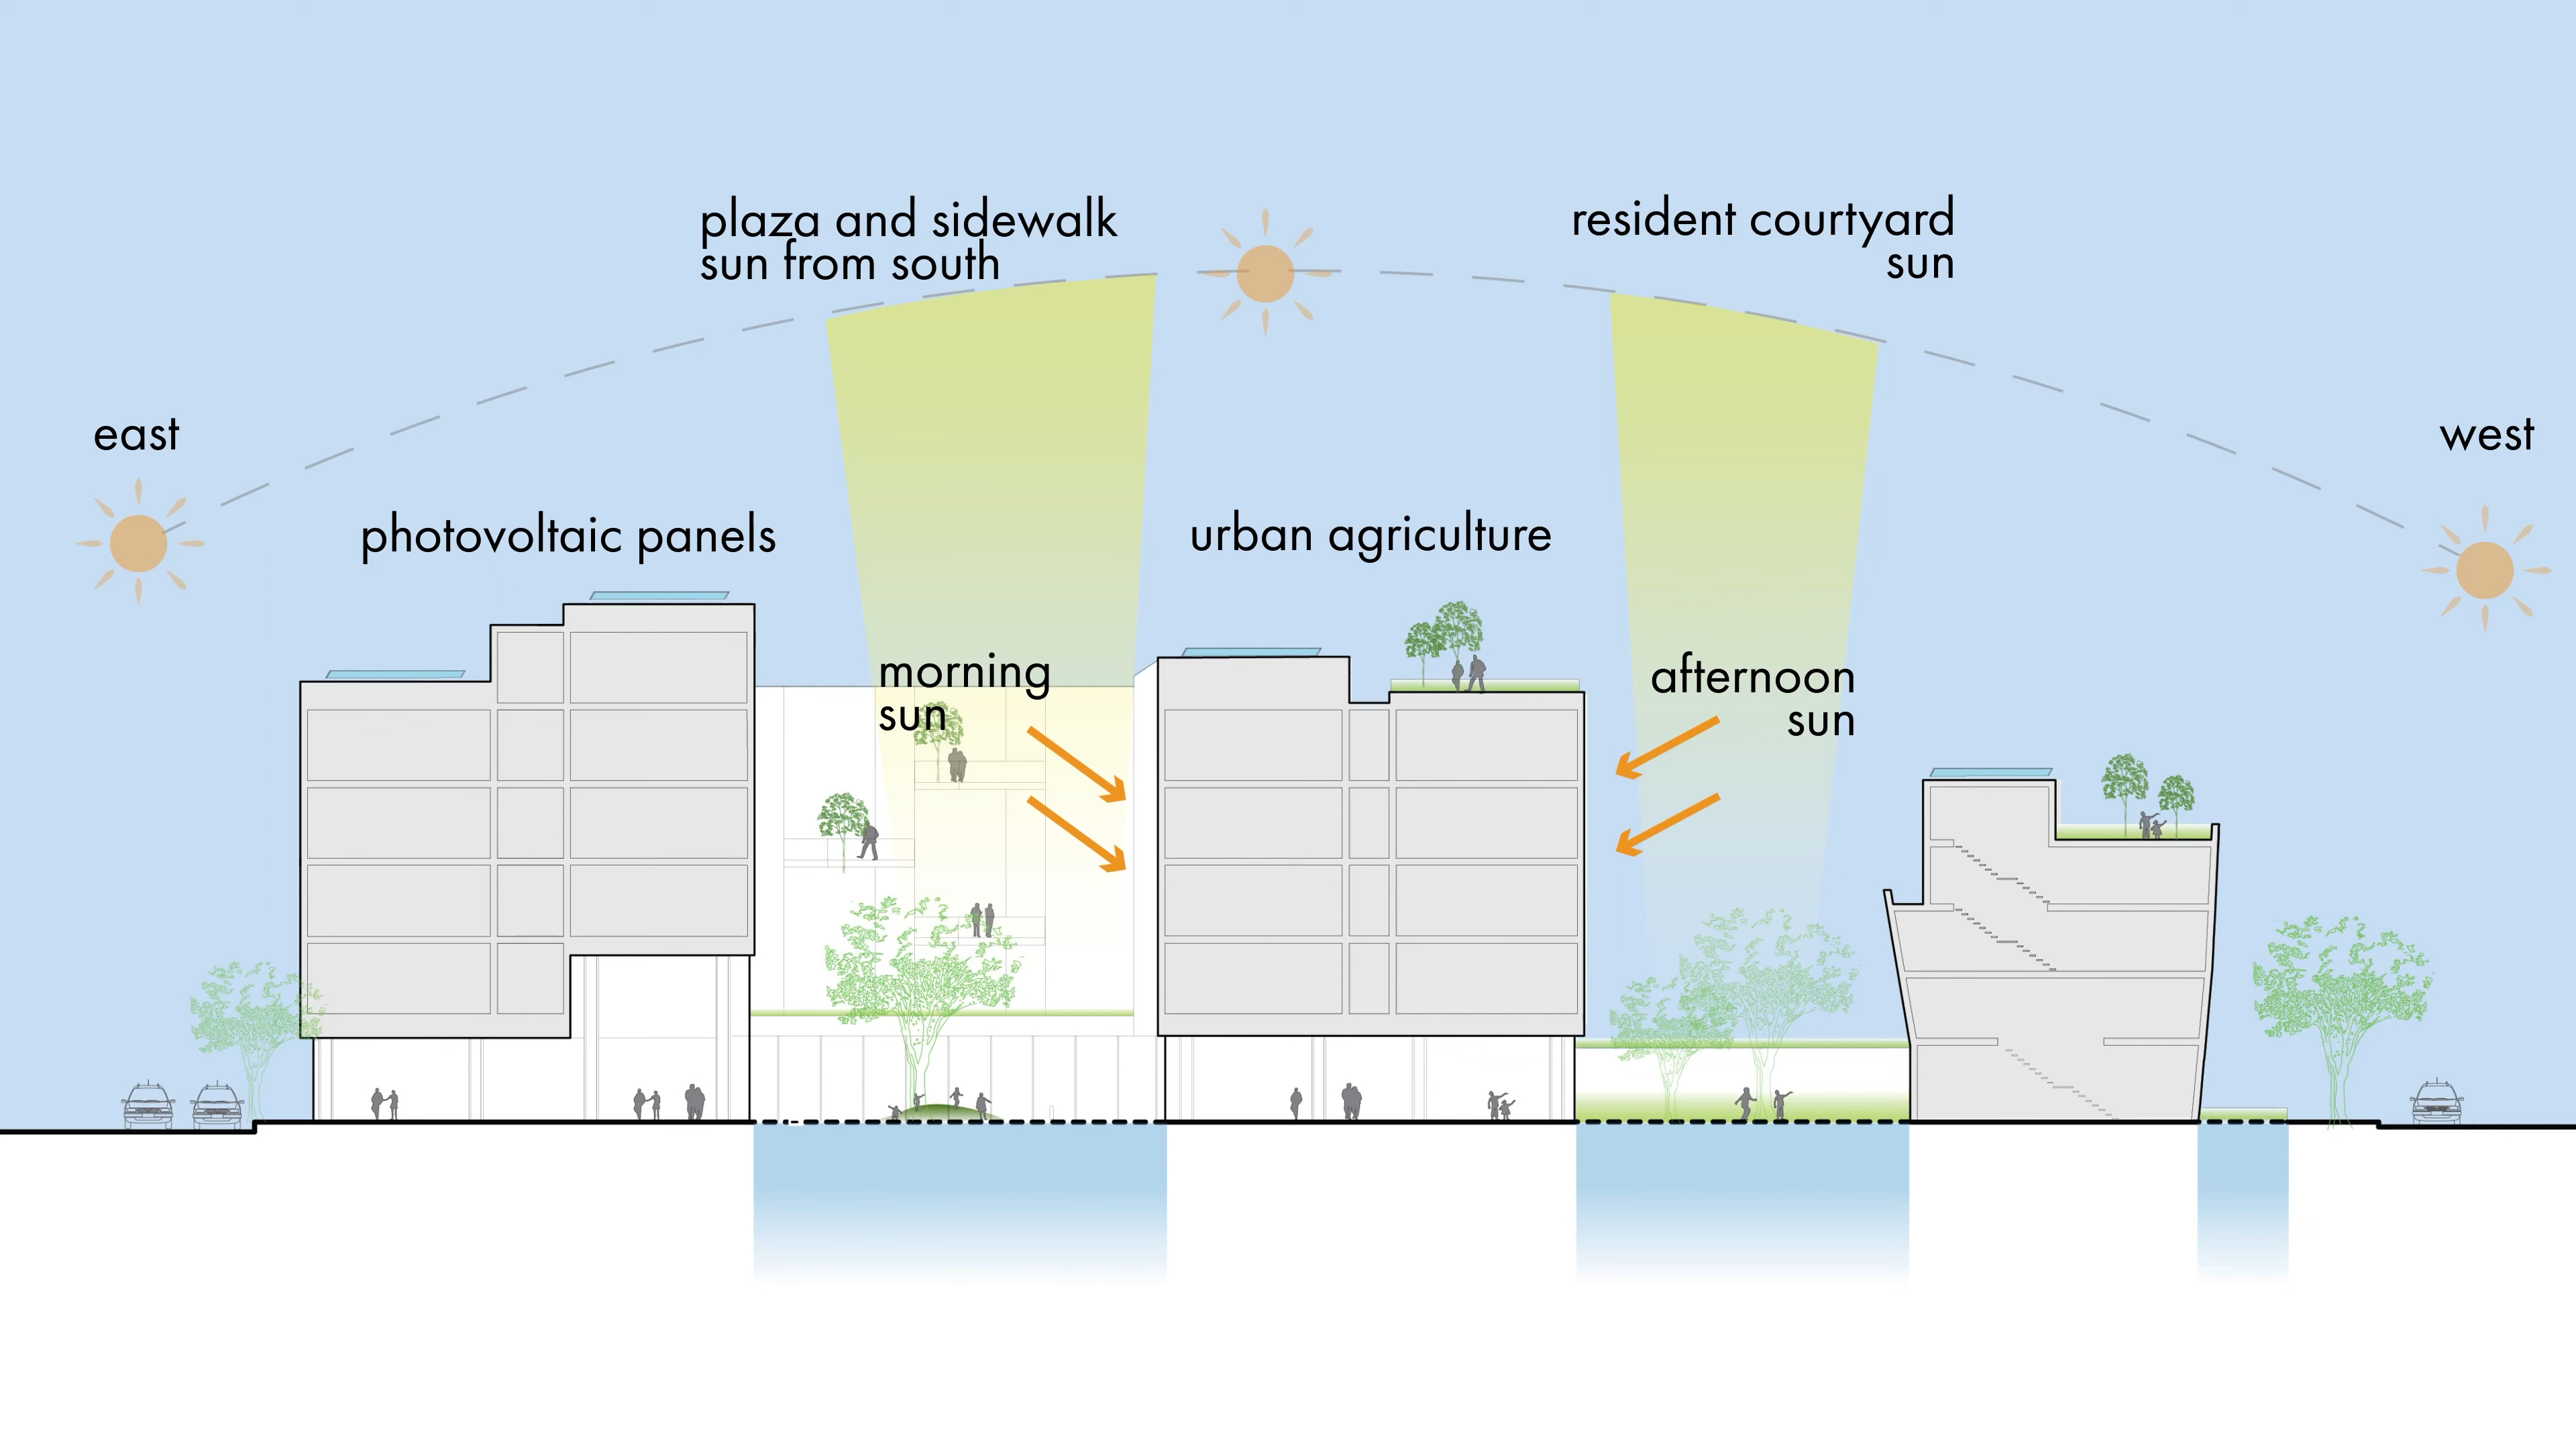 plaza and sidewalk
sun from south
resident courtyard
sun
east
west
photovoltaic panels
urban agriculture
morning
sun
afternoon
sun